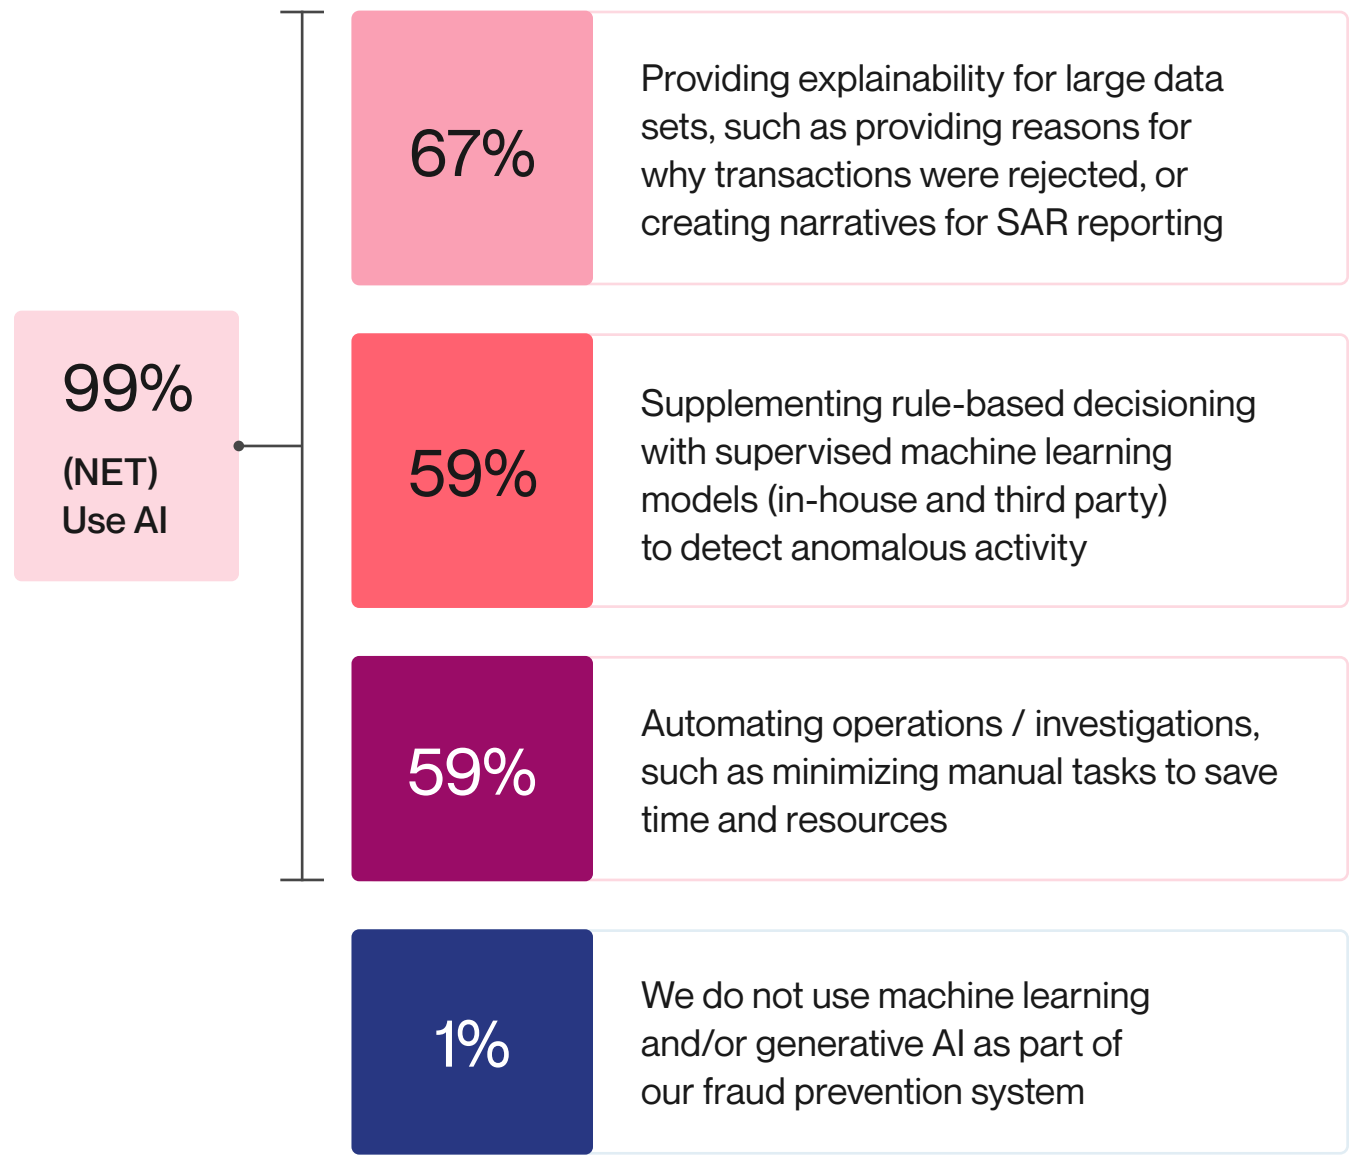 99%
(NET)
Use AI
67%
Providing explainability for large data
sets, such as providing reasons for
why transactions were rejected, or
creating narratives for SAR reporting
59%
Supplementing rule-based decisioning
with supervised machine learning
models (in-house and third party)
to detect anomalous activity
59%
Automating operations / investigations,
such as minimizing manual tasks to save
time and resources
1%
We do not use machine learning
and/or generative AI as part of
our fraud prevention system